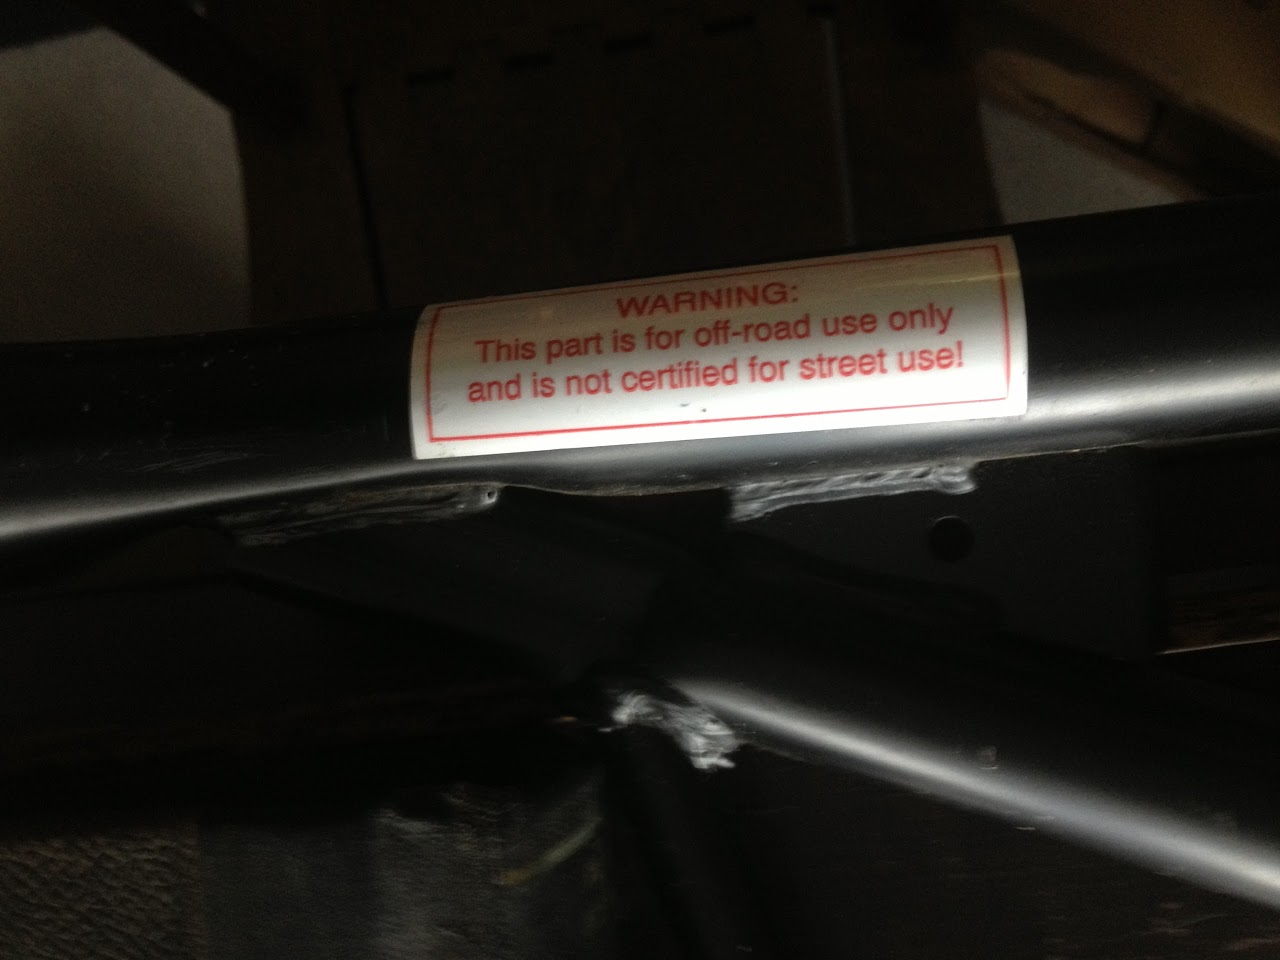 WARNING:
This part is for off-road use only
and is not certified for street use!